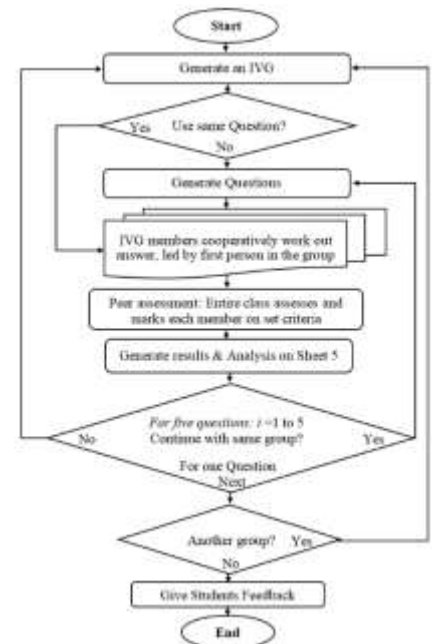 Start
Generate an IVG
Yes
Use same Question?
No
Generate Questions
IVG members cooperatively work out
answer, led by first person in the group
Peer assessment: Entire class assesses and
marks each member on set criteria
Generate results & Analysis on Sheet 5
For five questions: i =1 to 5
No
Continue with same group?
Yes
For one Question
Next
Another group?
Yes
No
Give Students Feedback
End